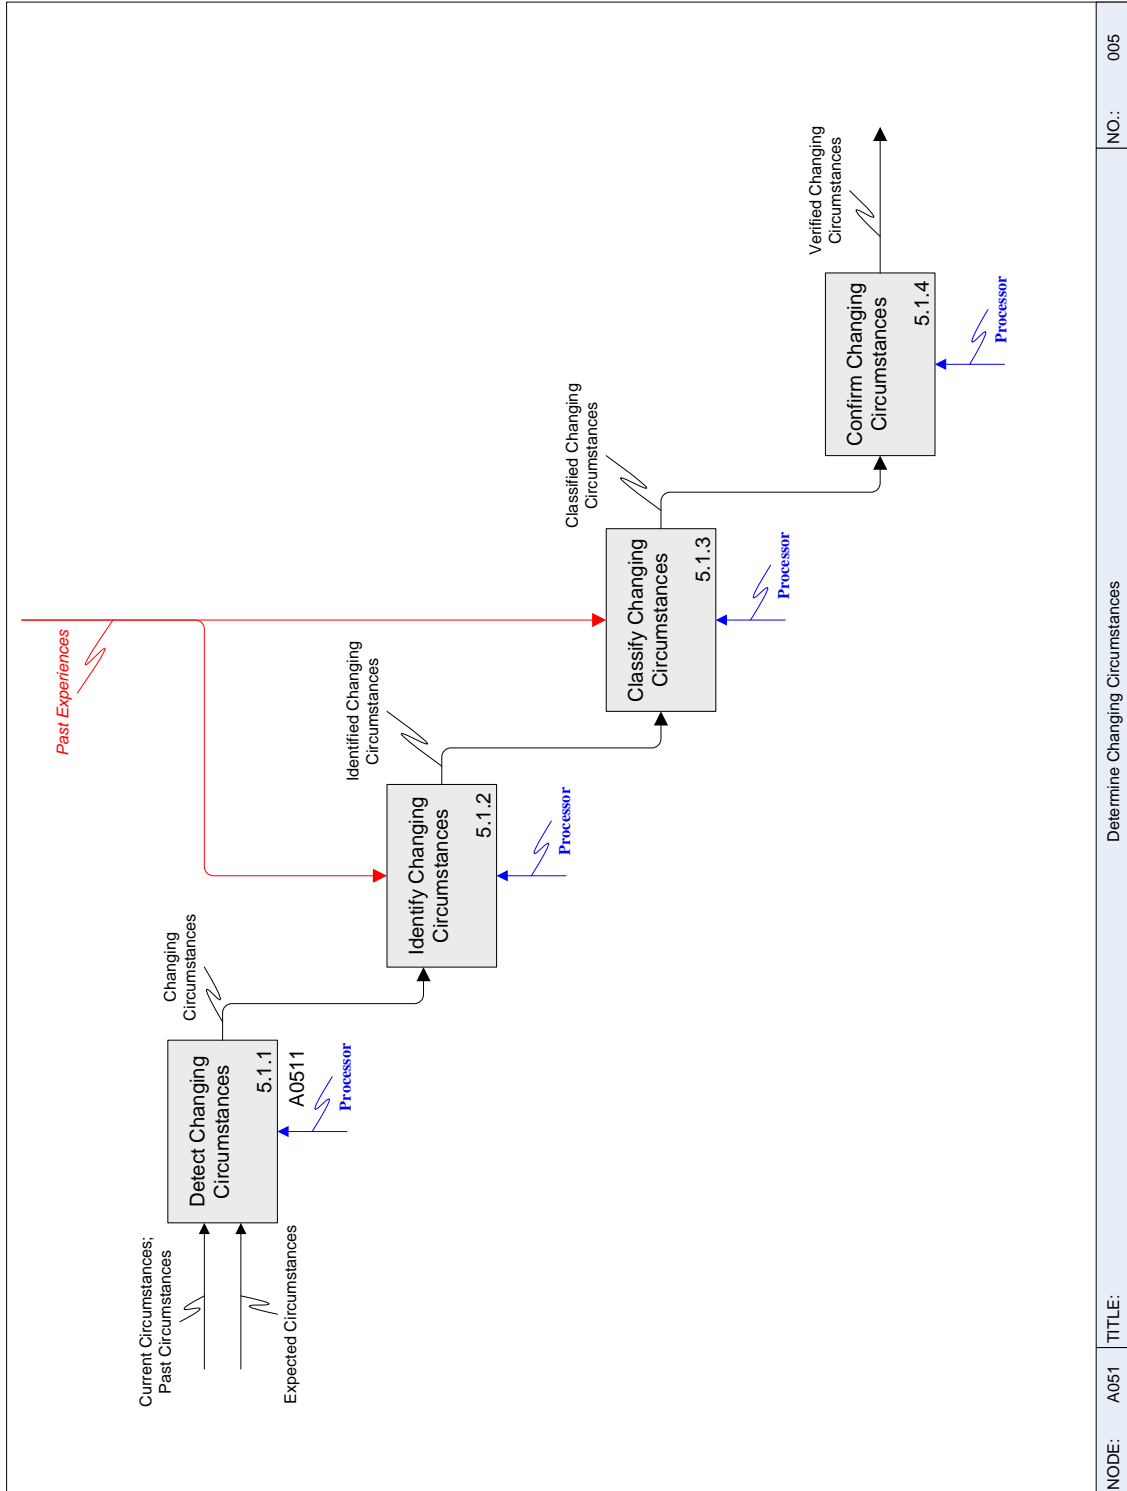 Past Experiences
Current Circumstances;
Past Circumstances
Expected Circumstances
Detect Changing
Circumstances
5.1.1
A0511
Processor
Changing
Circumstances
Identify Changing
Circumstances
5.1.2
Processor
Identified Changing
Circumstances
Classify Changing
Circumstances
5.1.3
Processor
Classified Changing
Circumstances
Confirm Changing
Circumstances
5.1.4
Processor
Verified Changing
Circumstances
NODE: A051 TITLE: Determine Changing Circumstances NO.: 005